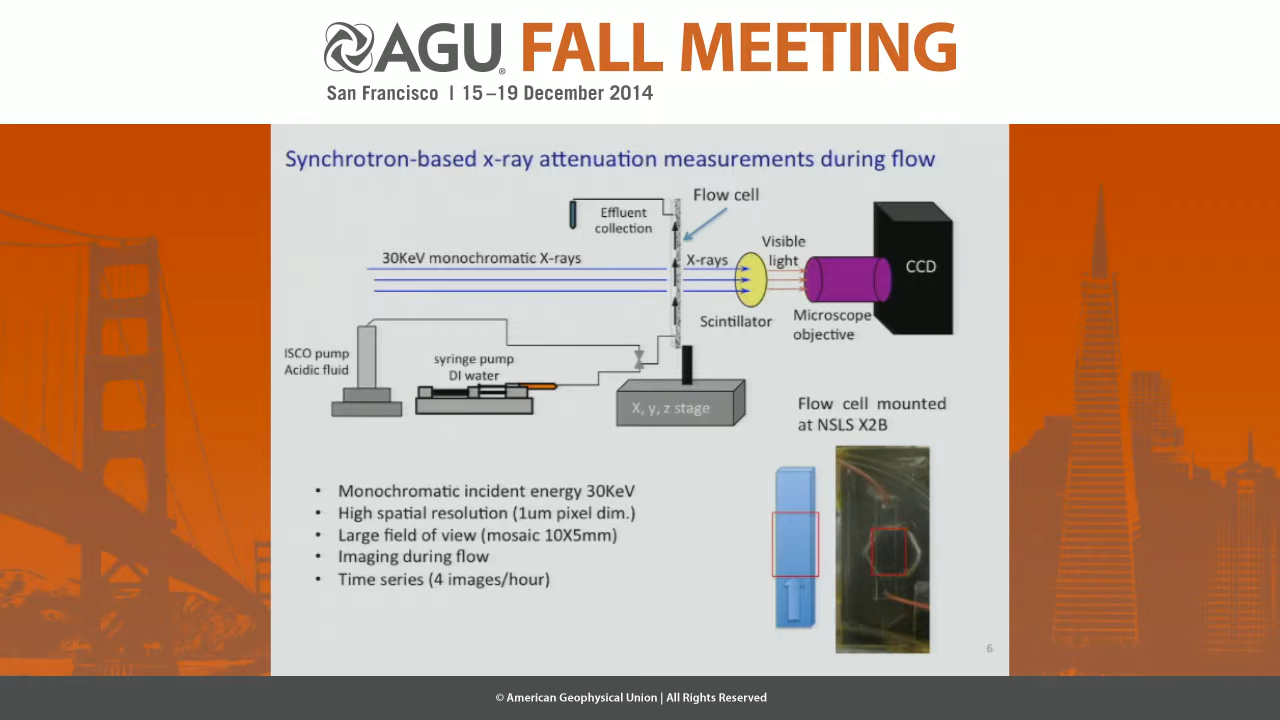 AGU FALL MEETING
San Francisco | 15–19 December 2014
Synchrotron-based x-ray attenuation measurements during flow
Flow cell
Effluent
collection
30KeV monochromatic X-rays
X-rays
Visible
light
CCD
Scintillator
Microscope
objective
ISCO pump
Acidic fluid
syringe pump
DI water
X, y, z stage
Flow cell mounted
at NSLS X2B
• Monochromatic incident energy 30KeV
• High spatial resolution (1um pixel dim.)
• Large field of view (mosaic 10X5mm)
• Imaging during flow
• Time series (4 images/hour)
6
© American Geophysical Union | All Rights Reserved